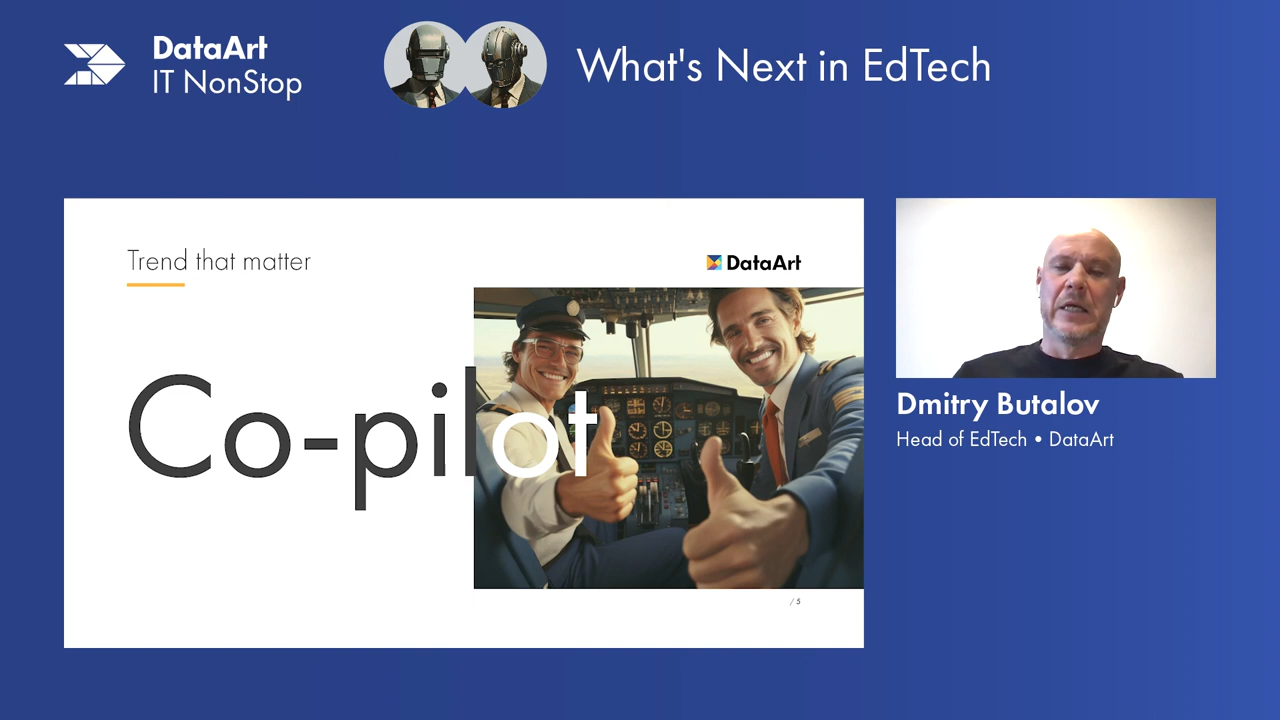 DataArt
IT NonStop
What's Next in EdTech
Trend that matter
DataArt
Co-pilot
/ 5
Dmitry Butalov
Head of EdTech • DataArt